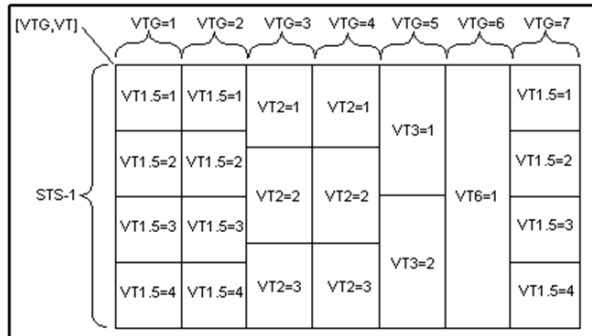 [VTG,VT] VTG=1 VTG=2 VTG=3 VTG=4 VTG=5 VTG=6 VTG=7
VT1.5=1 VT1.5=1 VT2=1 VT2=1 VT3=1 VT1.5=1
VT1.5=2 VT1.5=2 VT1.5=2
STS-1 VT2=2 VT2=2 VT6=1
VT1.5=3 VT1.5=3 VT1.5=3
VT3=2
VT1.5=4 VT1.5=4 VT2=3 VT2=3 VT1.5=4